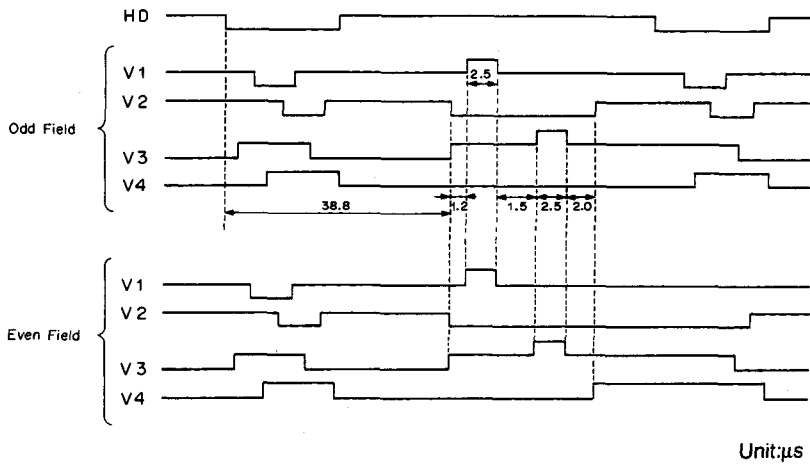 HD
V1
2.5
V2
Odd Field
V3
V4
38.8
1.2
1.5
2.5
2.0
V1
V2
Even Field
V3
V4
Unit:μs